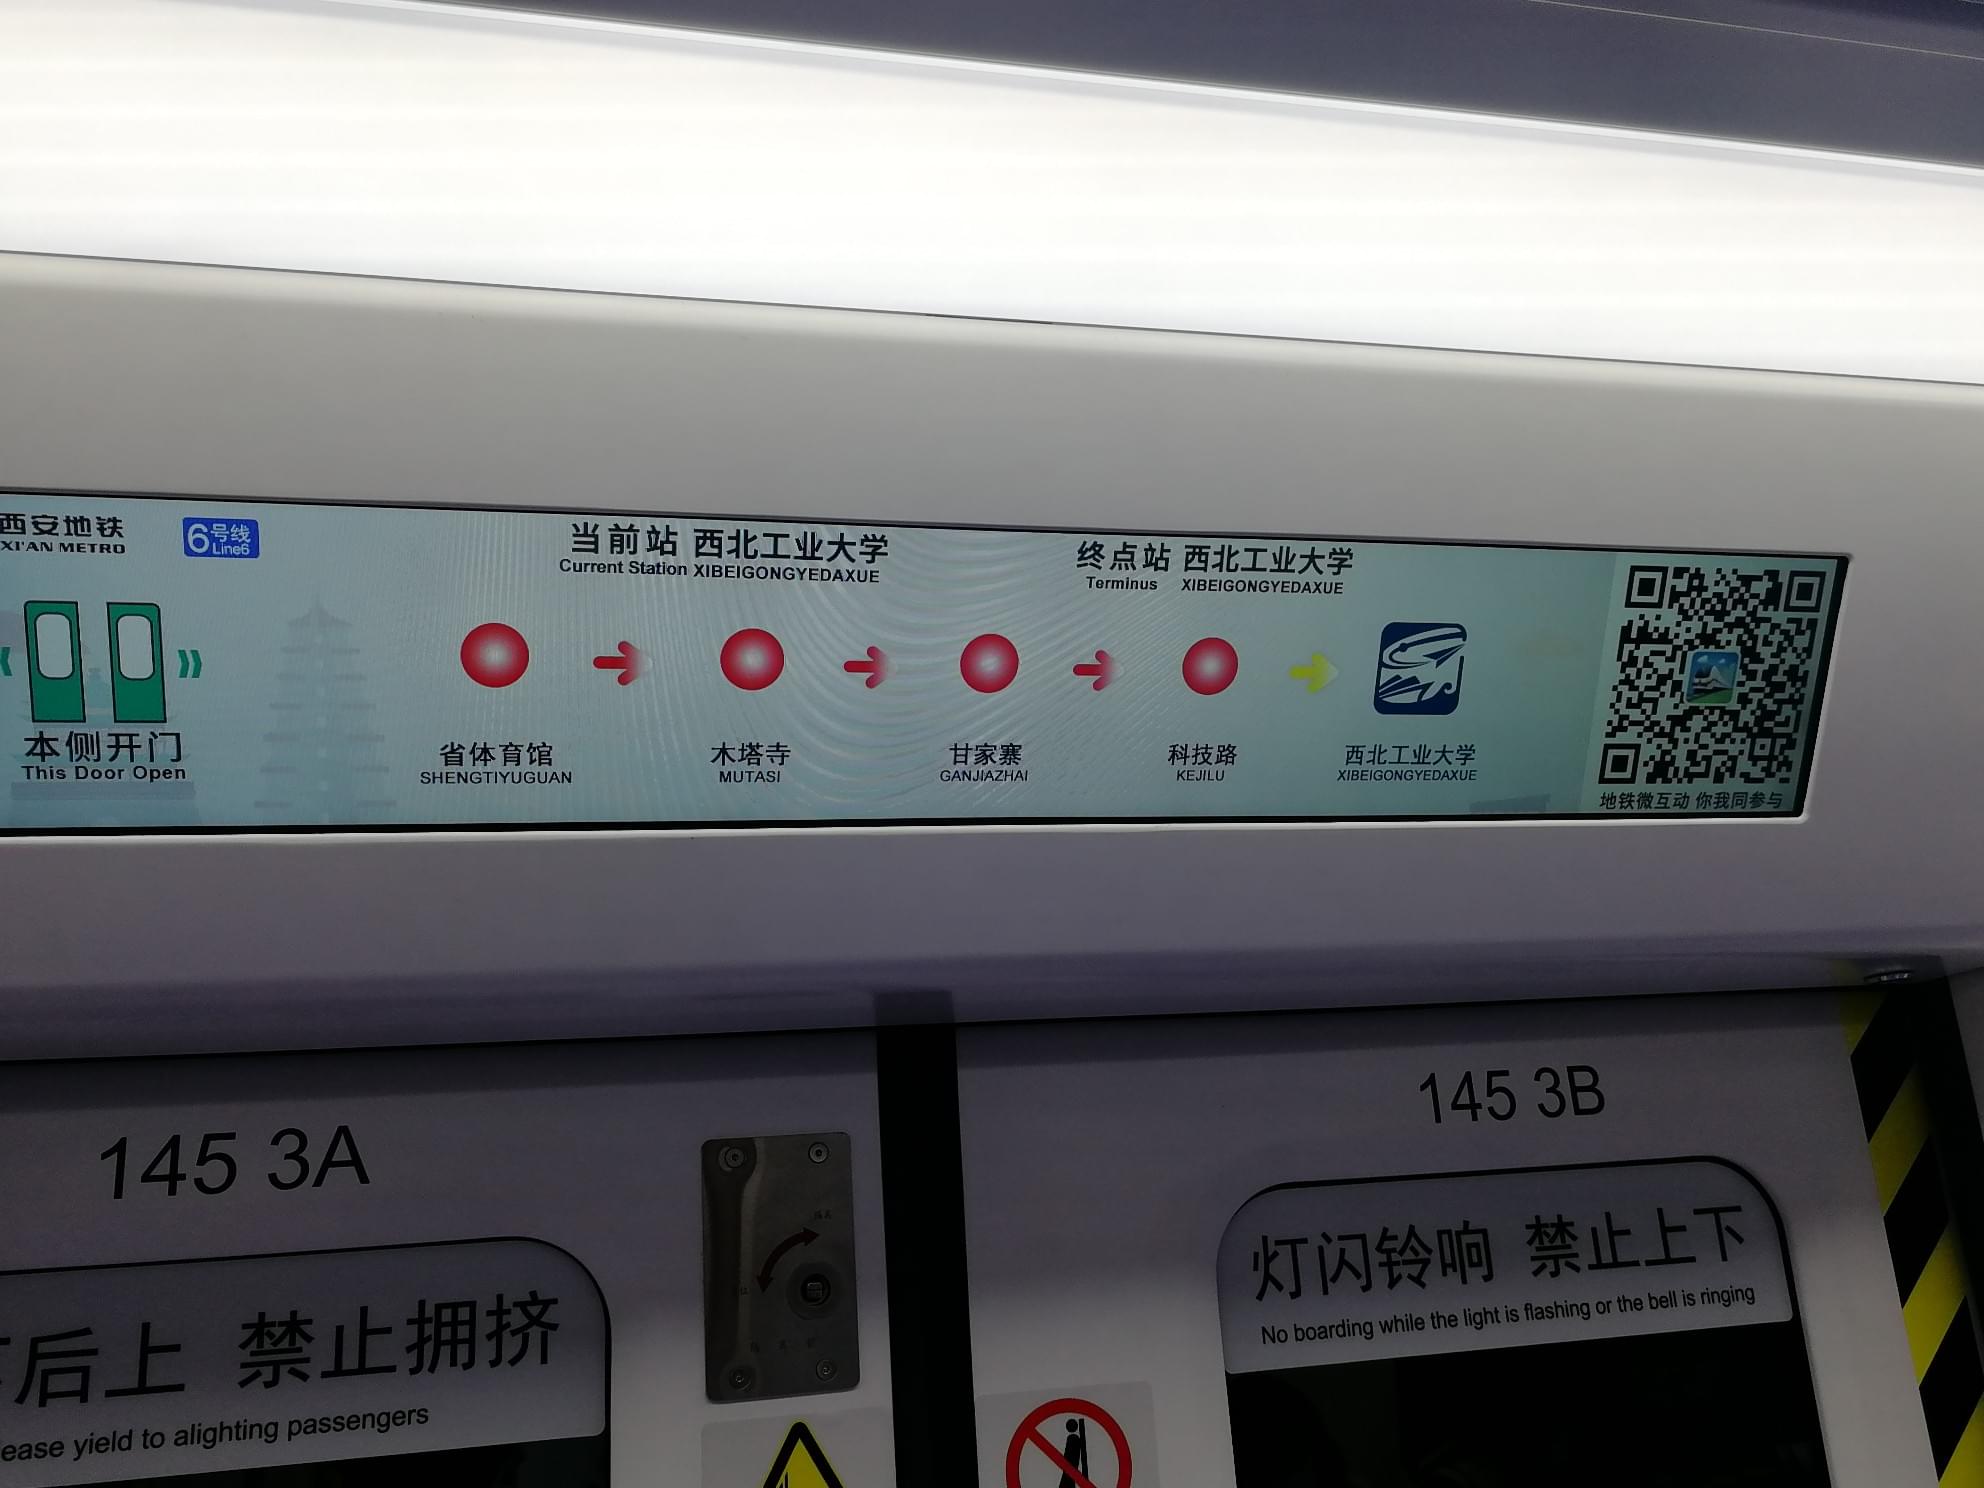 西安地铁
XI'AN METRO
6号线
Line6
当前站 西北工业大学
Current Station XIBEIGONGYEDAXUE
终点站 西北工业大学
Terminus XIBEIGONGYEDAXUE
本侧开门
This Door Open
省体育馆
SHENGTIYUGUAN
木塔寺
MUTASI
甘家寨
GANJIAZHAI
科技路
KEJILU
西北工业大学
XIBEIGONGYEDAXUE
地铁微互动 你我同参与
145 3A
145 3B
后上 禁止拥挤
ease yield to alighting passengers
灯闪铃响 禁止上下
No boarding while the light is flashing or the bell is ringing